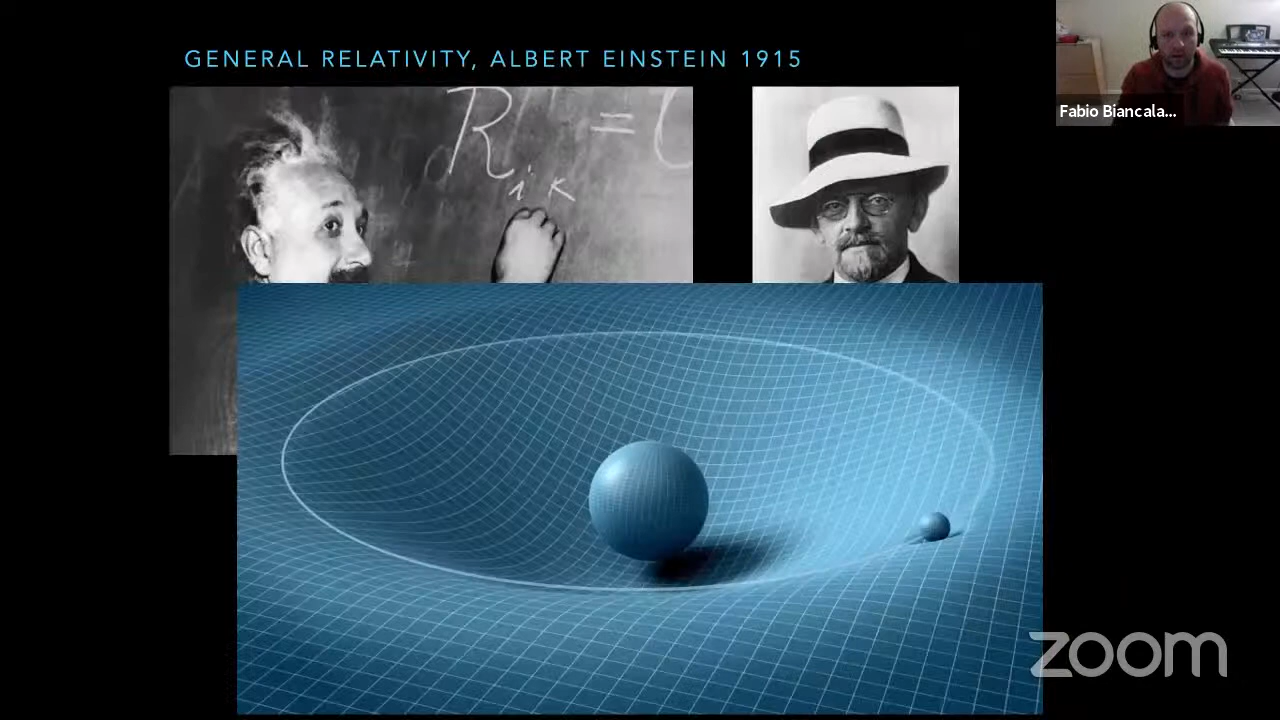 GENERAL RELATIVITY, ALBERT EINSTEIN 1915
Fabio Biancala...
R
i k
=
zoom